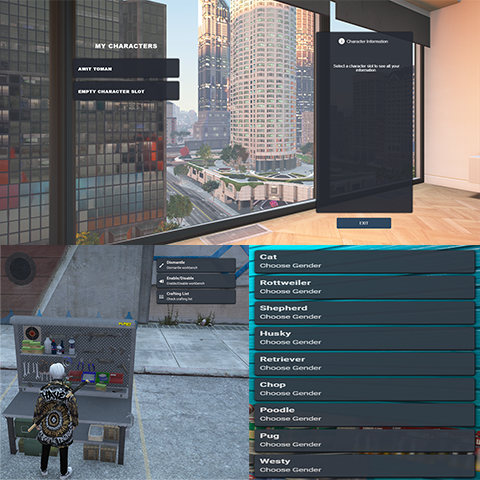 MY CHARACTERS
AMIT TOMAN
EMPTY CHARACTER SLOT
Character Information
Select a character slot to see all your
information.
EXIT
Dismantle
Dismantle workbench
Enable/Disable
Enable/Disable workbench
Crafting List
Check crafting list
Cat
Choose Gender
Rottweiler
Choose Gender
Shepherd
Choose Gender
Husky
Choose Gender
Retriever
Choose Gender
Chop
Choose Gender
Poodle
Choose Gender
Pug
Choose Gender
Westy
Choose Gender